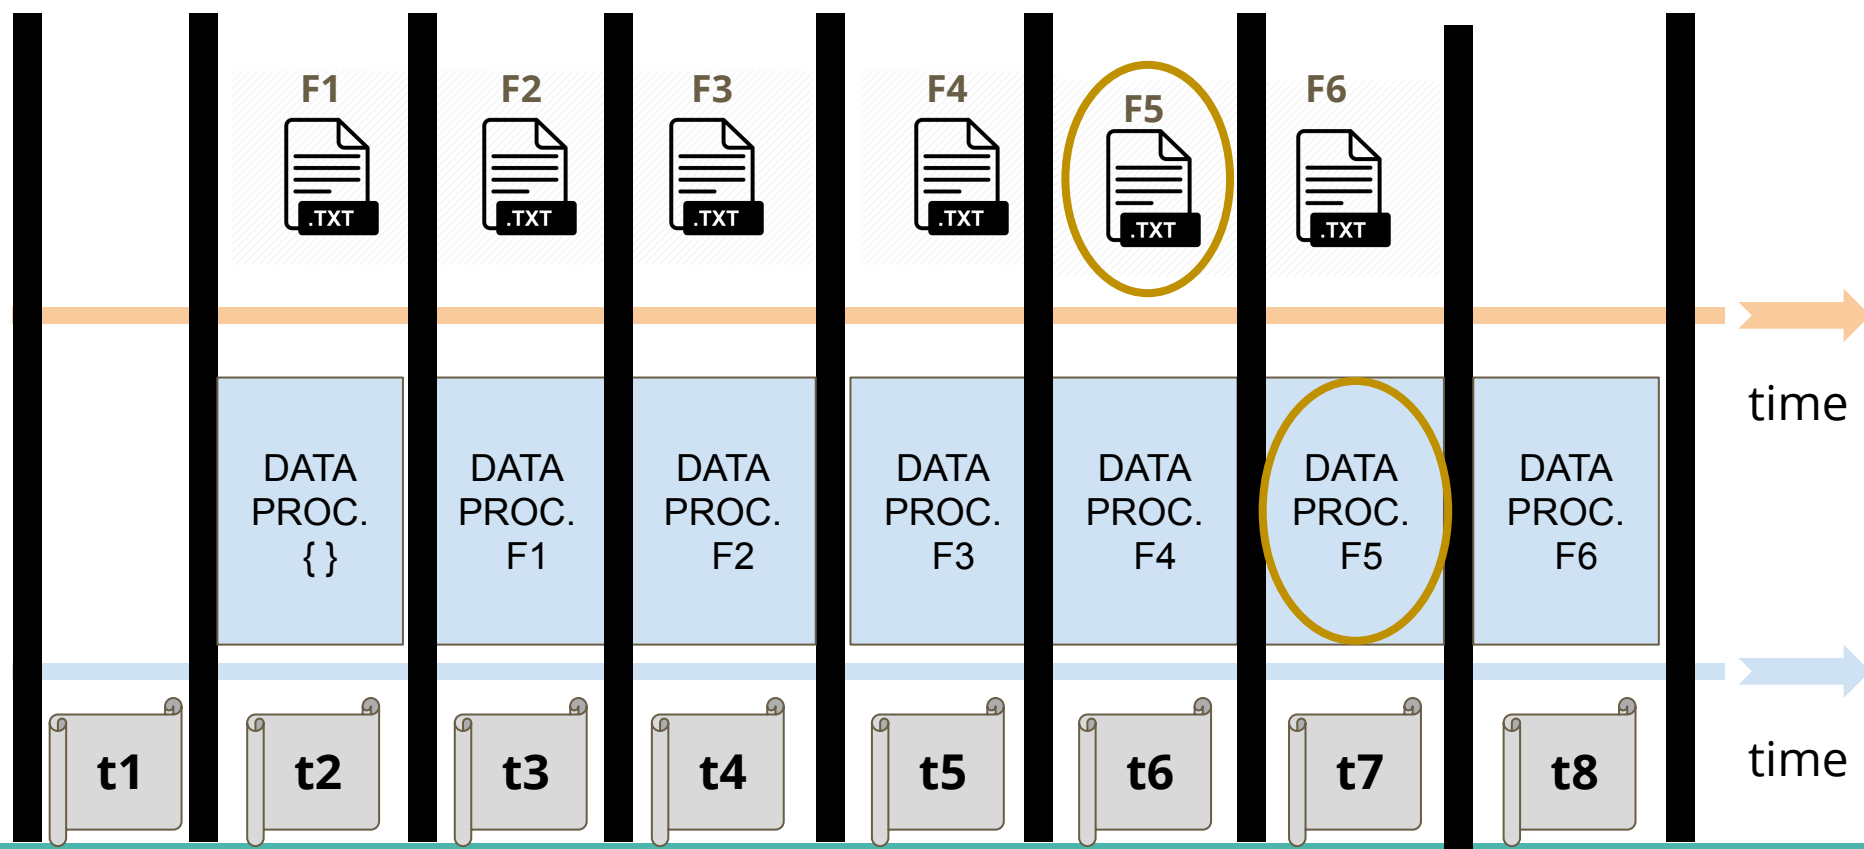 F1
F2
F3
F4
F5
F6
.TXT
.TXT
.TXT
.TXT
.TXT
.TXT
time
DATA
PROC.
{ }
DATA
PROC.
F1
DATA
PROC.
F2
DATA
PROC.
F3
DATA
PROC.
F4
DATA
PROC.
F5
DATA
PROC.
F6
t1
t2
t3
t4
t5
t6
t7
t8
time